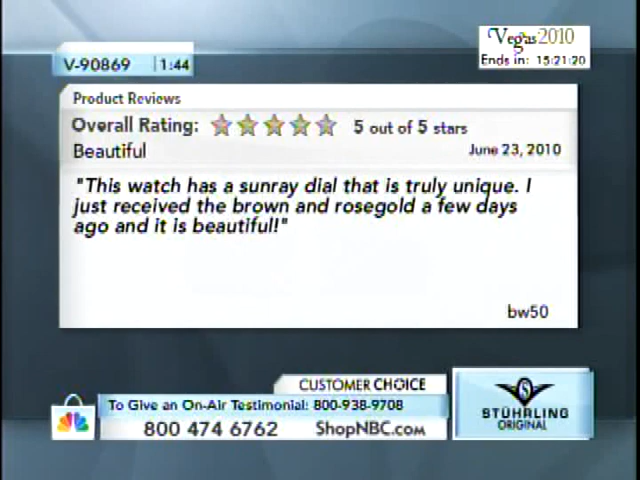 Vegas2010
Ends in: 15:21:20
V-90869 1:44
Product Reviews
Overall Rating: 5 out of 5 stars
Beautiful June 23, 2010
"This watch has a sunray dial that is truly unique. I
just received the brown and rosegold a few days
ago and it is beautiful!"
bw50
CUSTOMER CHOICE
To Give an On-Air Testimonial: 800-938-9708
800 474 6762 ShopNBC.com
S
STÜHRLING
ORIGINAL